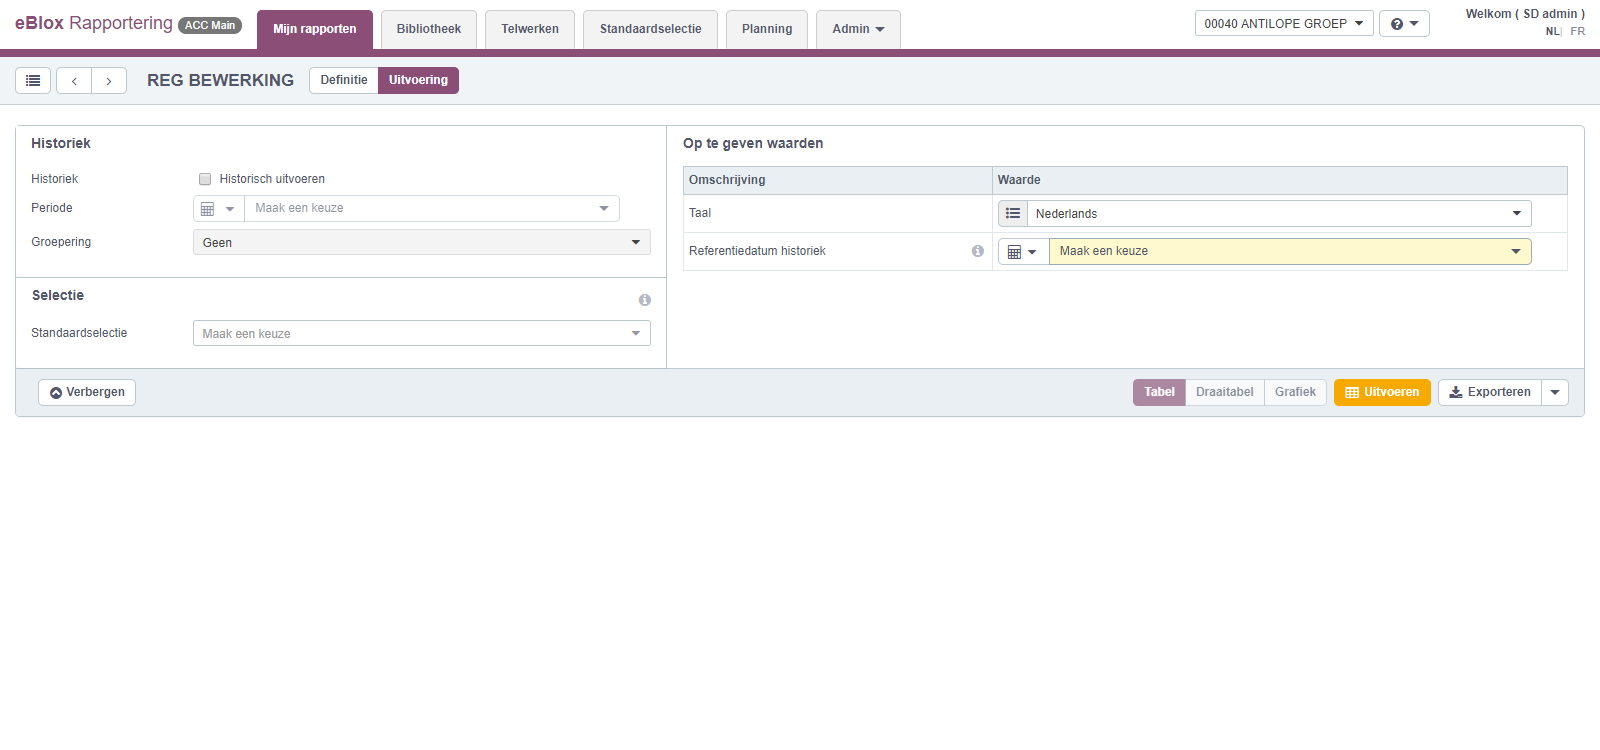 eBlox Rapportering ACC Main
Mijn rapporten Bibliotheek Telwerken Standaardselectie Planning Admin
00040 ANTILOPE GROEP
Welkom ( SD admin )
NL| FR
REG BEWERKING Definitie Uitvoering
Historiek
Historiek Historisch uitvoeren
Periode Maak een keuze
Groepering Geen
Selectie
Standaardselectie Maak een keuze
Op te geven waarden
Omschrijving Waarde
Taal Nederlands
Referentiedatum historiek Maak een keuze
Verbergen Tabel Draaitabel Grafiek Uitvoeren Exporteren